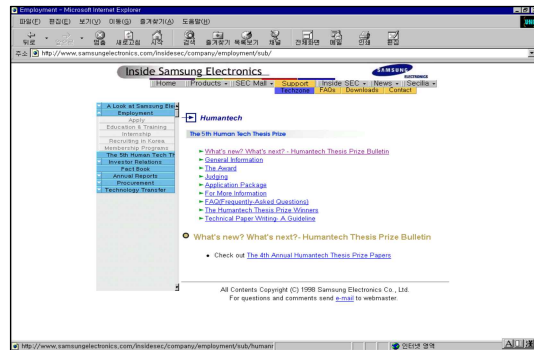 Employment - Microsoft Internet Explorer
파일(F) 편집(E) 보기(V) 이동(G) 즐겨찾기(A) 도움말(H)
뒤로 멈춤 새로고침 시작 검색 즐겨찾기 목록보기 채널 전체화면 메일 인쇄 편집
주소 http://www.samsungelectronics.com/insidesec/company/employment/sub/
Inside Samsung Electronics
SAMSUNG
ELECTRONICS
Home Products SEC Mall Support Inside SEC News Secilia
Techzone FAQs Downloads Contact
A Look at Samsung Ele
Employment
Apply
Education & Training
Internship
Recruiting in Korea
Membership Programs
The 5th Human Tech Th
Investor Relations
Fact Book
Annual Reports
Procurement
Technology Transfer
Humantech
The 5th Human Tech Thesis Prize
What's new? What's next? - Humantech Thesis Prize Bulletin
General Information
The Award
Judging
Application Package
For More Information
FAQ(Frequently-Asked Questions)
The Humantech Thesis Prize Winners
Technical Paper Writing- A Guideline
What's new? What's next?- Humantech Thesis Prize Bulletin
Check out The 4th Annual Humantech Thesis Prize Papers
All Contents Copyright (C) 1998 Samsung Electronics Co., Ltd.
For questions and comments send e-mail to webmaster.
http://www.samsungelectronics.com/insidesec/company/employment/sub/humanr
인터넷 영역